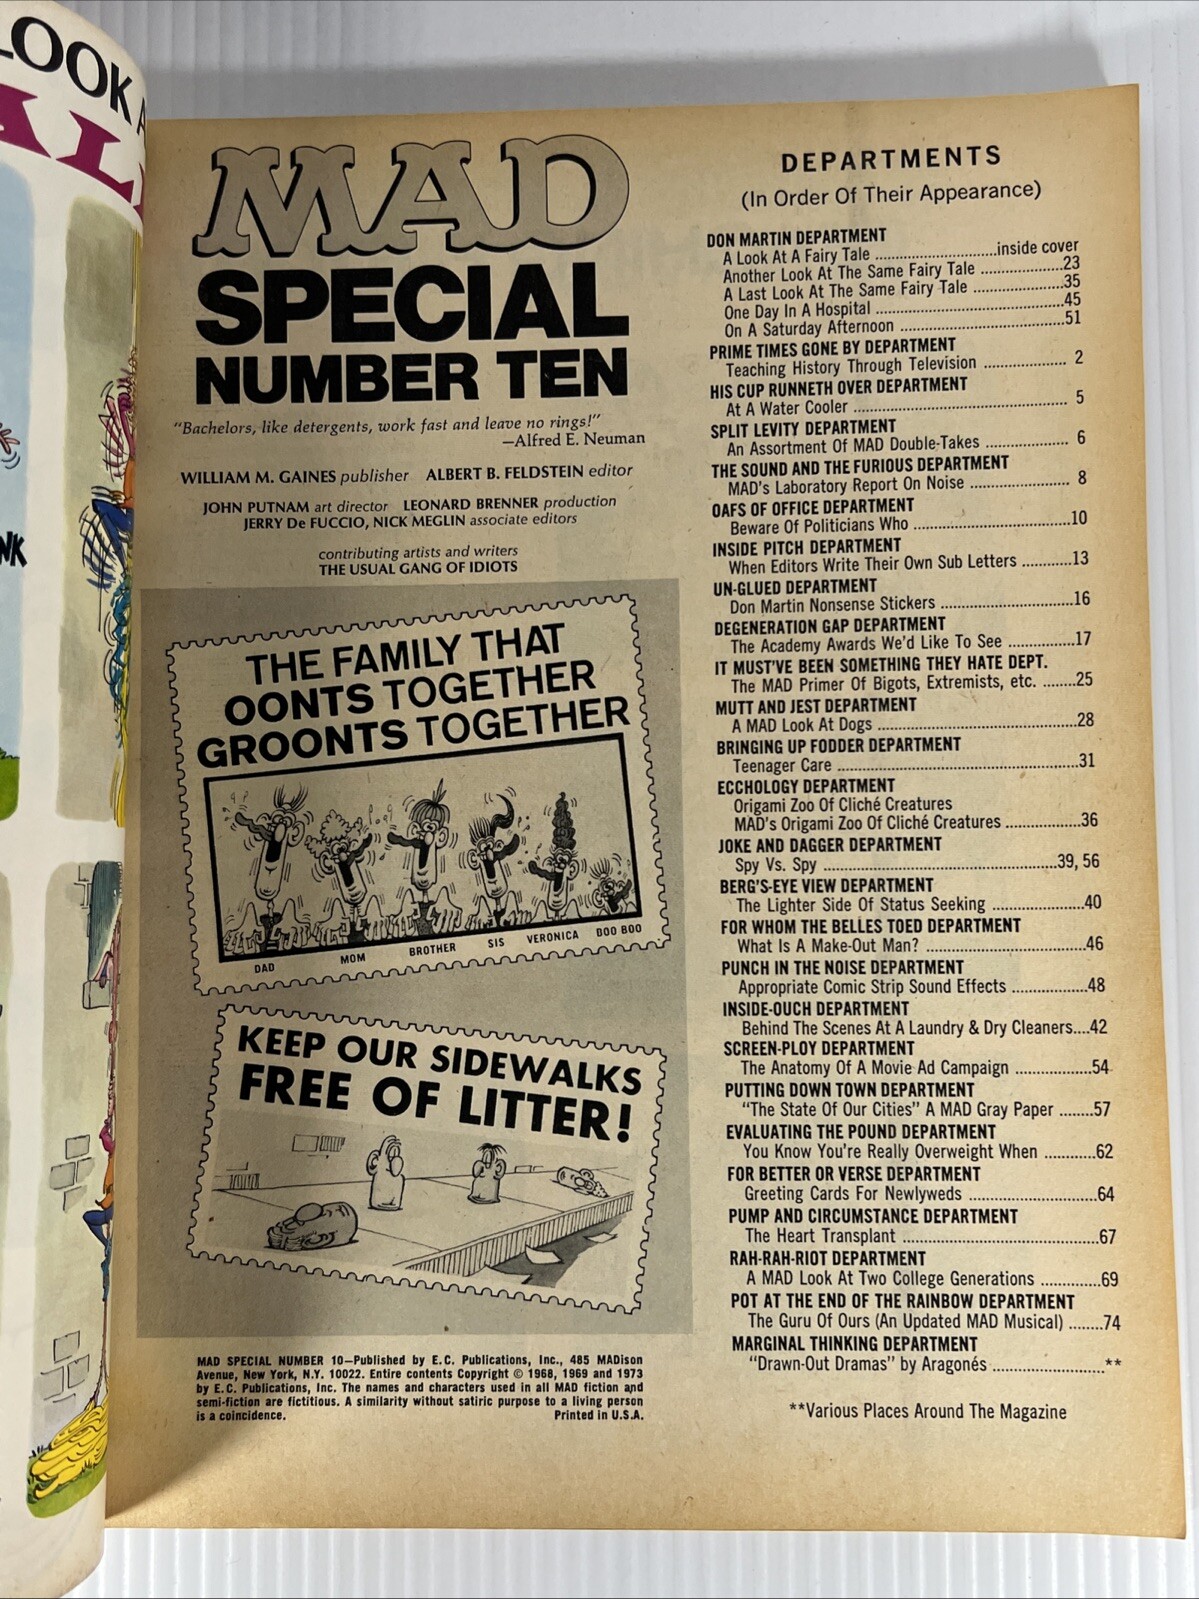 LOOK A
ALL
NK
MAD
SPECIAL
NUMBER TEN
"Bachelors, like detergents, work fast and leave no rings!"
—Alfred E. Neuman
WILLIAM M. GAINES publisher ALBERT B. FELDSTEIN editor
JOHN PUTNAM art director LEONARD BRENNER production
JERRY De FUCCIO, NICK MEGLIN associate editors
contributing artists and writers
THE USUAL GANG OF IDIOTS
THE FAMILY THAT
OONTS TOGETHER
GROONTS TOGETHER
DAD MOM BROTHER SIS VERONICA BOO BOO
KEEP OUR SIDEWALKS
FREE OF LITTER!
MAD SPECIAL NUMBER 10—Published by E.C. Publications, Inc., 485 MADison
Avenue, New York, N.Y. 10022. Entire contents Copyright © 1968, 1969 and 1973
by E.C. Publications, Inc. The names and characters used in all MAD fiction and
semi-fiction are fictitious. A similarity without satiric purpose to a living person
is a coincidence. Printed in U.S.A.
DEPARTMENTS
(In Order Of Their Appearance)
DON MARTIN DEPARTMENT
A Look At A Fairy Tale ..............................inside cover
Another Look At The Same Fairy Tale .....................23
A Last Look At The Same Fairy Tale .......................35
One Day In A Hospital ...............................................45
On A Saturday Afternoon .........................................51
PRIME TIMES GONE BY DEPARTMENT
Teaching History Through Television ..................... 2
HIS CUP RUNNETH OVER DEPARTMENT
At A Water Cooler ..................................................... 5
SPLIT LEVITY DEPARTMENT
An Assortment Of MAD Double-Takes ..................... 6
THE SOUND AND THE FURIOUS DEPARTMENT
MAD's Laboratory Report On Noise ......................... 8
OAFS OF OFFICE DEPARTMENT
Beware Of Politicians Who .......................................10
INSIDE PITCH DEPARTMENT
When Editors Write Their Own Sub Letters ............13
UN-GLUED DEPARTMENT
Don Martin Nonsense Stickers .................................16
DEGENERATION GAP DEPARTMENT
The Academy Awards We'd Like To See .................17
IT MUST'VE BEEN SOMETHING THEY HATE DEPT.
The MAD Primer Of Bigots, Extremists, etc. ........25
MUTT AND JEST DEPARTMENT
A MAD Look At Dogs ..................................................28
BRINGING UP FODDER DEPARTMENT
Teenager Care ............................................................31
ECCHOLOGY DEPARTMENT
Origami Zoo Of Cliché Creatures
MAD's Origami Zoo Of Cliché Creatures ..................36
JOKE AND DAGGER DEPARTMENT
Spy Vs. Spy ..........................................................39, 56
BERG'S-EYE VIEW DEPARTMENT
The Lighter Side Of Status Seeking ........................40
FOR WHOM THE BELLES TOED DEPARTMENT
What Is A Make-Out Man? .......................................46
PUNCH IN THE NOISE DEPARTMENT
Appropriate Comic Strip Sound Effects ..................48
INSIDE-OUCH DEPARTMENT
Behind The Scenes At A Laundry & Dry Cleaners....42
SCREEN-PLOY DEPARTMENT
The Anatomy Of A Movie Ad Campaign ..................54
PUTTING DOWN TOWN DEPARTMENT
"The State Of Our Cities" A MAD Gray Paper ........57
EVALUATING THE POUND DEPARTMENT
You Know You're Really Overweight When ............62
FOR BETTER OR VERSE DEPARTMENT
Greeting Cards For Newlyweds ...............................64
PUMP AND CIRCUMSTANCE DEPARTMENT
The Heart Transplant ...............................................67
RAH-RAH-RIOT DEPARTMENT
A MAD Look At Two College Generations .............69
POT AT THE END OF THE RAINBOW DEPARTMENT
The Guru Of Ours (An Updated MAD Musical) ........74
MARGINAL THINKING DEPARTMENT
"Drawn-Out Dramas" by Aragonés ...........................**
**Various Places Around The Magazine